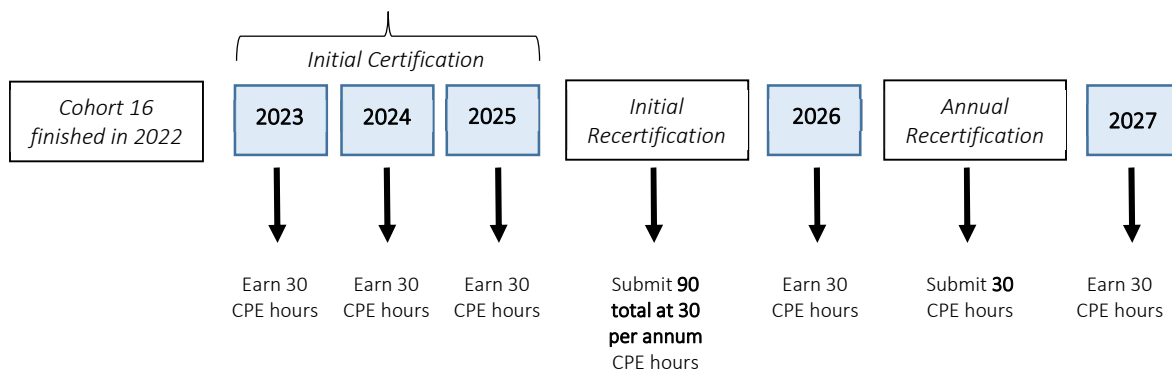 Initial Certification
Cohort 16
finished in 2022
2023
2024
2025
Initial
Recertification
2026
Annual
Recertification
2027
Earn 30
CPE hours
Earn 30
CPE hours
Earn 30
CPE hours
Submit 90
total at 30
per annum
CPE hours
Earn 30
CPE hours
Submit 30
CPE hours
Earn 30
CPE hours